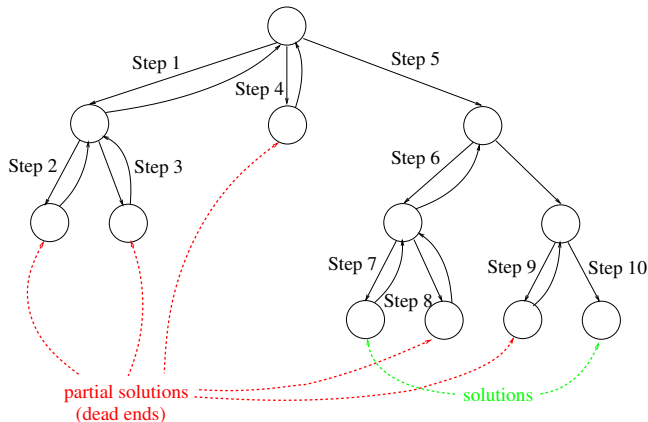 Step 1
Step 5
Step 4
Step 2
Step 3
Step 6
Step 7
Step 8
Step 9
Step 10
partial solutions
(dead ends)
solutions